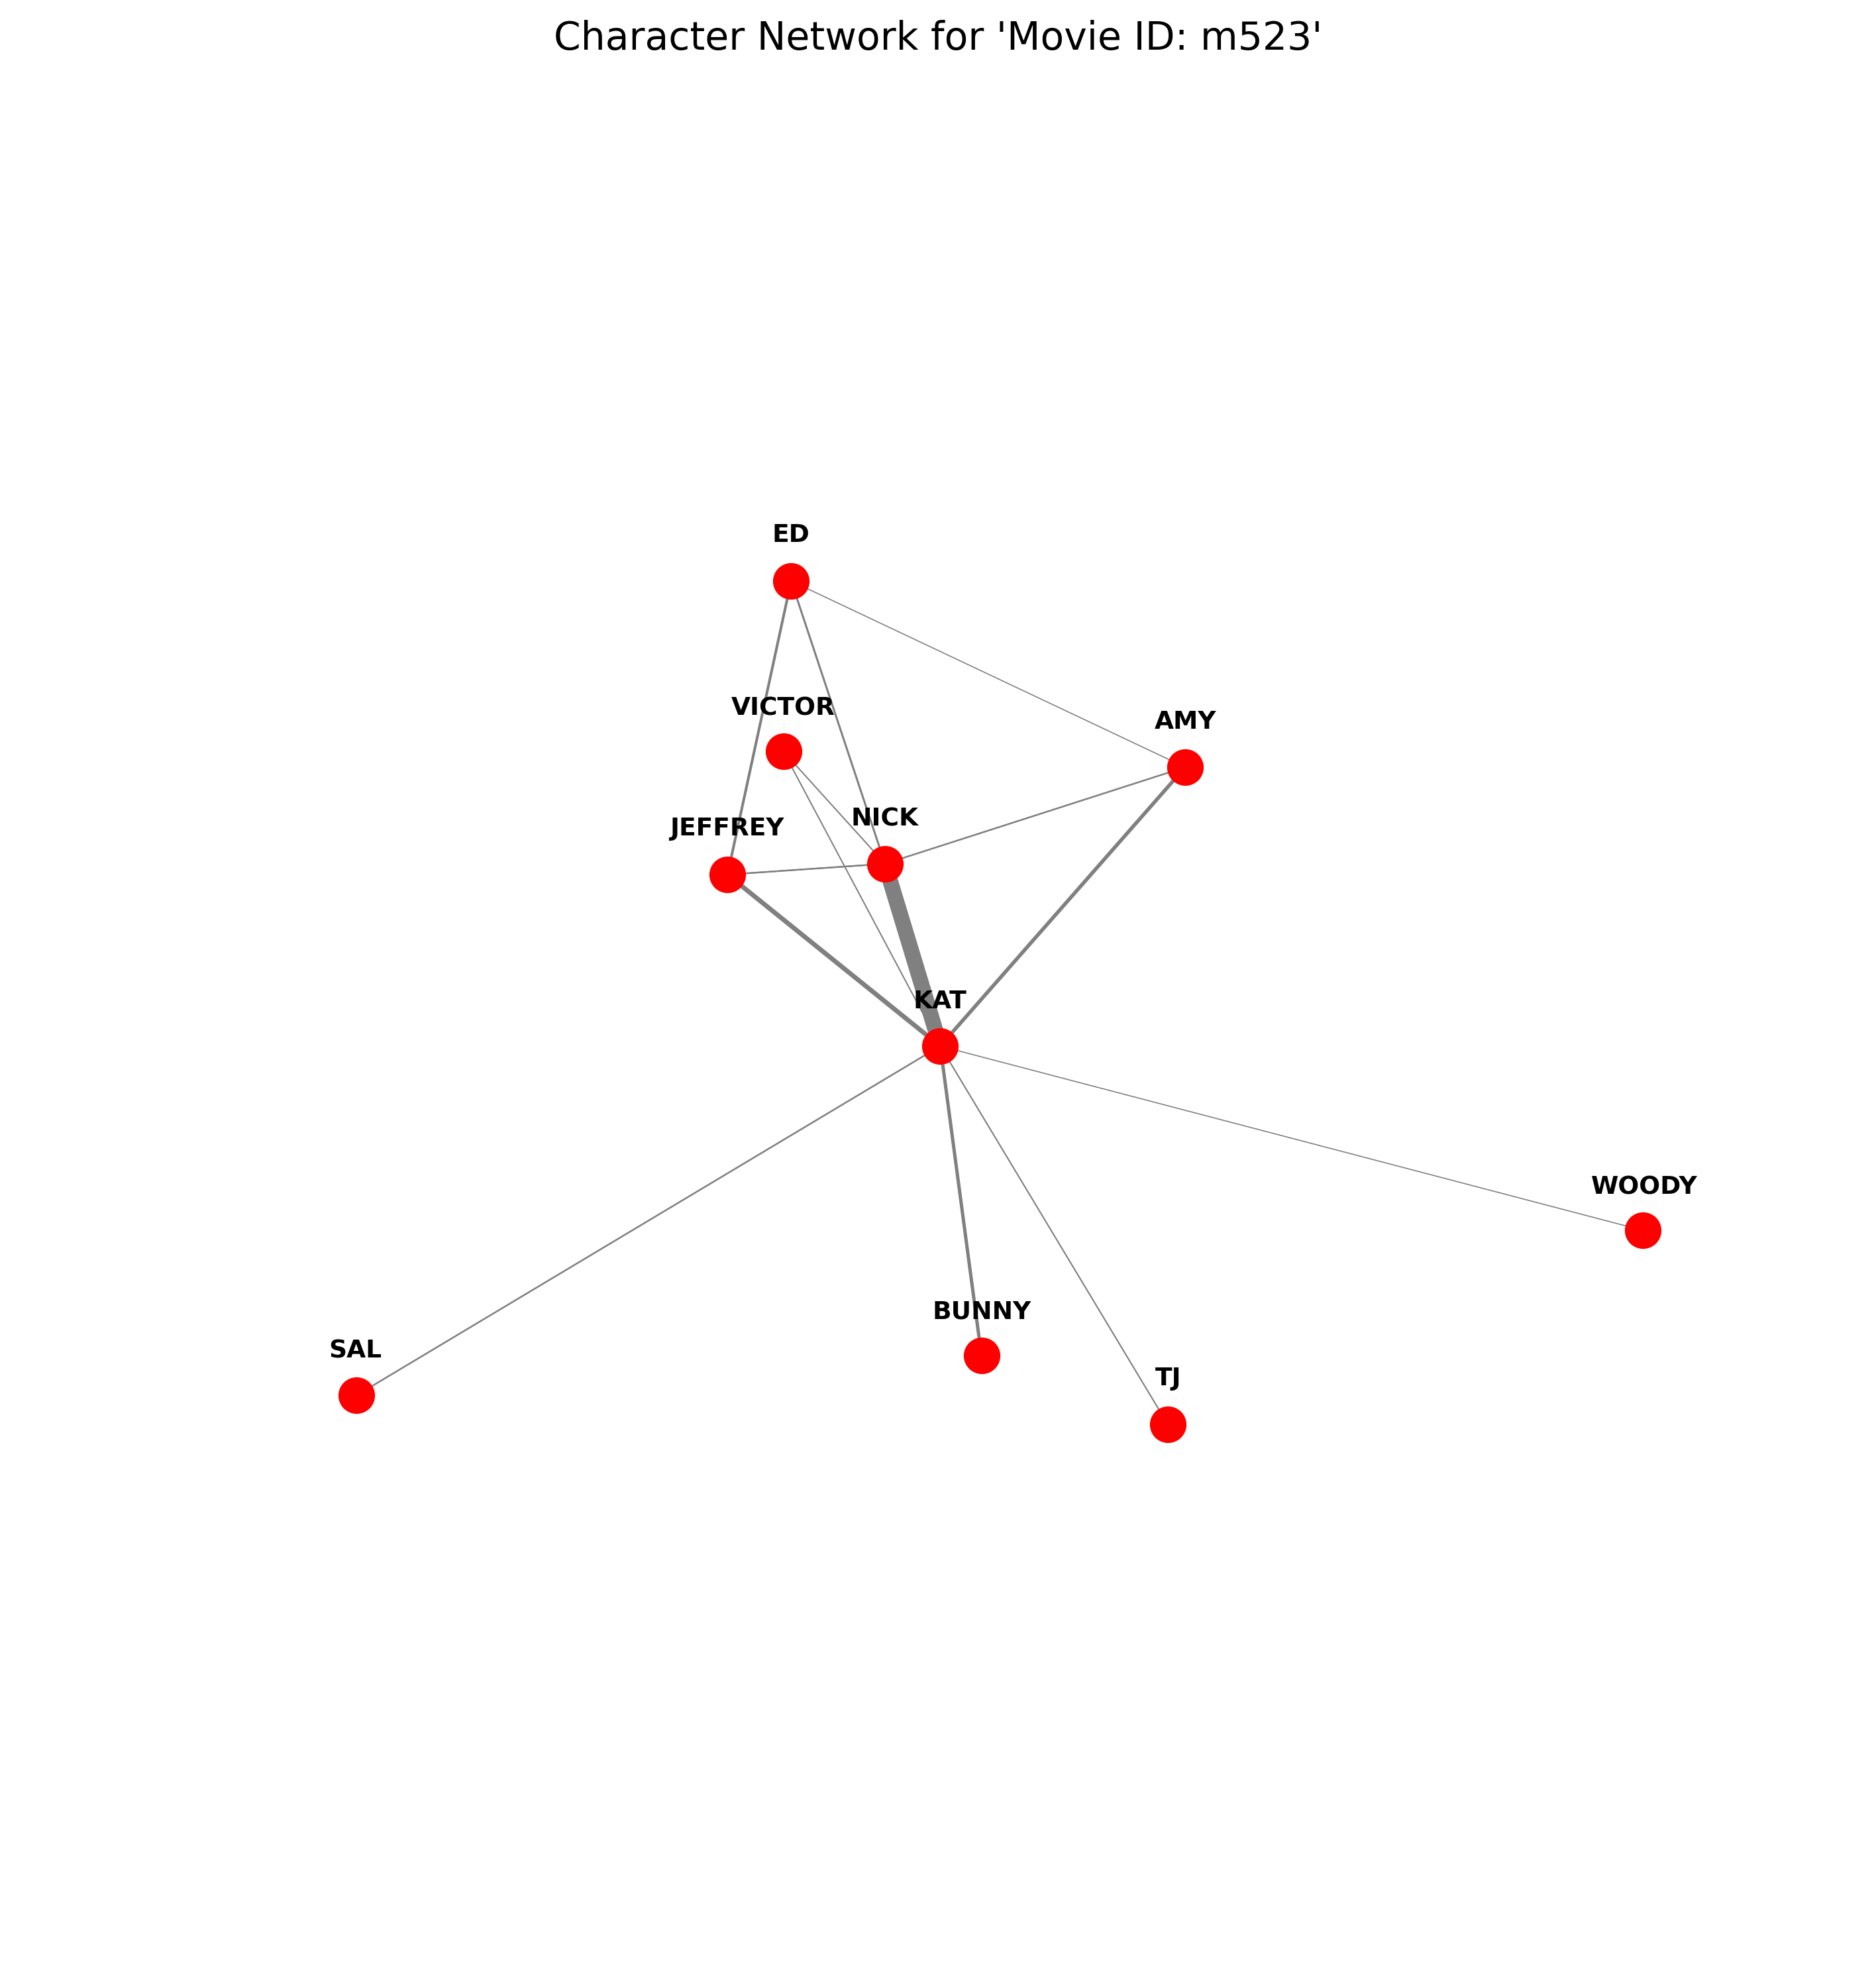 Character Network for 'Movie ID: m523'
ED
VICTOR
AMY
NICK
JEFFREY
KAT
WOODY
BUNNY
SAL
TJ